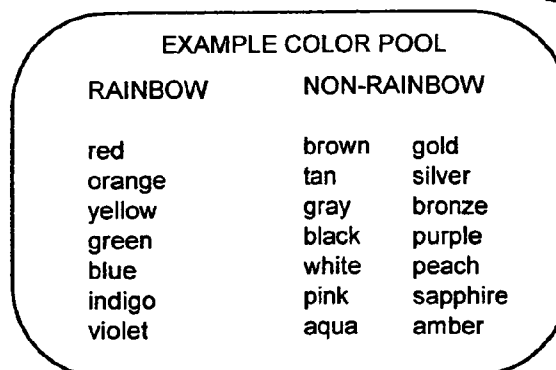 EXAMPLE COLOR POOL
RAINBOW NON-RAINBOW
red brown gold
orange tan silver
yellow gray bronze
green black purple
blue white peach
indigo pink sapphire
violet aqua amber